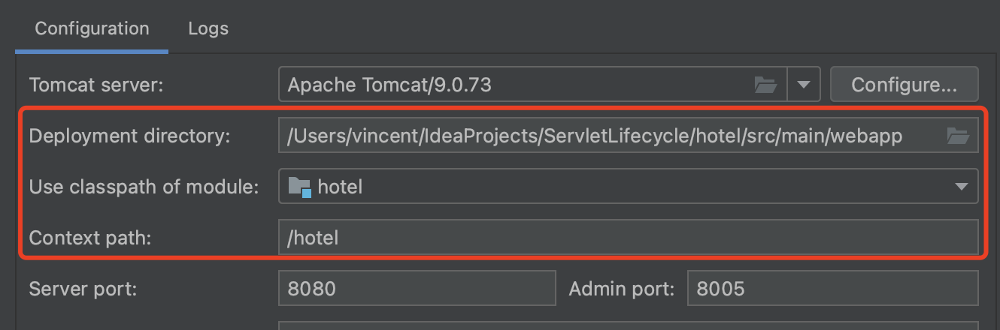 Configuration Logs
Tomcat server: Apache Tomcat/9.0.73 Configure...
Deployment directory: /Users/vincent/IdeaProjects/ServletLifecycle/hotel/src/main/webapp
Use classpath of module: hotel
Context path: /hotel
Server port: 8080 Admin port: 8005